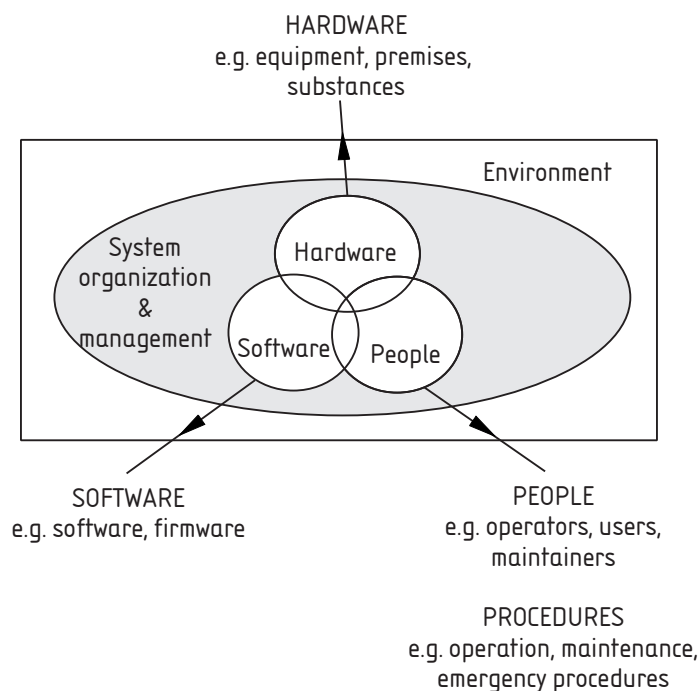 HARDWARE
e.g. equipment, premises,
substances
Environment
System
organization
&
management
Hardware
Software
People
SOFTWARE
e.g. software, firmware
PEOPLE
e.g. operators, users,
maintainers
PROCEDURES
e.g. operation, maintenance,
emergency procedures